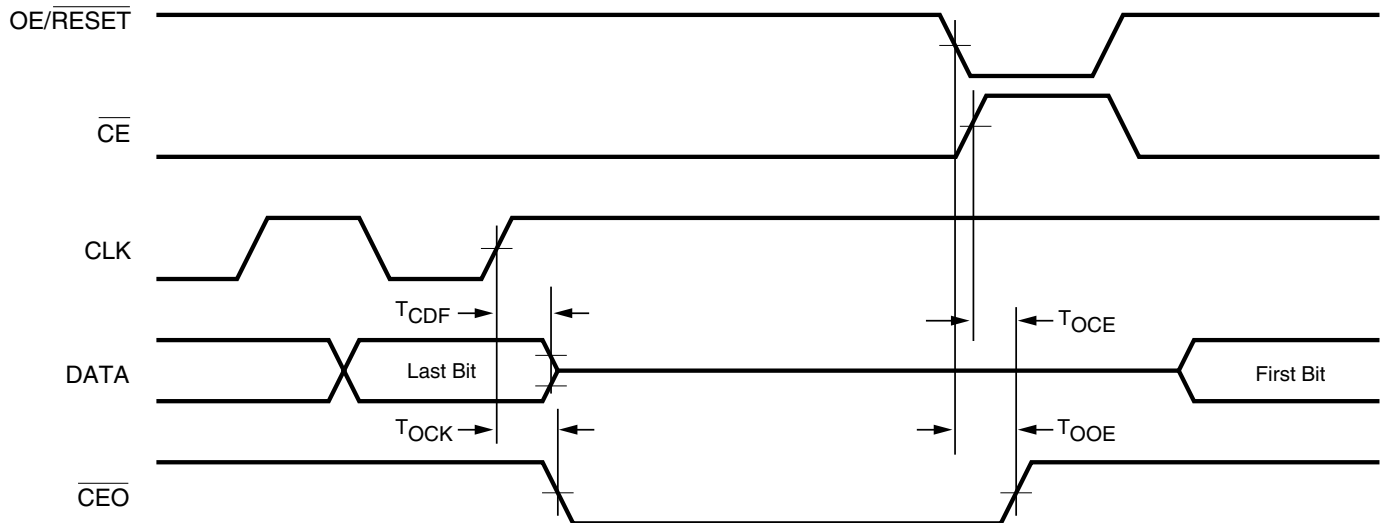 OE/RESET
CE
CLK
TCDF
TOCE
DATA
Last Bit
First Bit
TOCK
TOOE
CEO